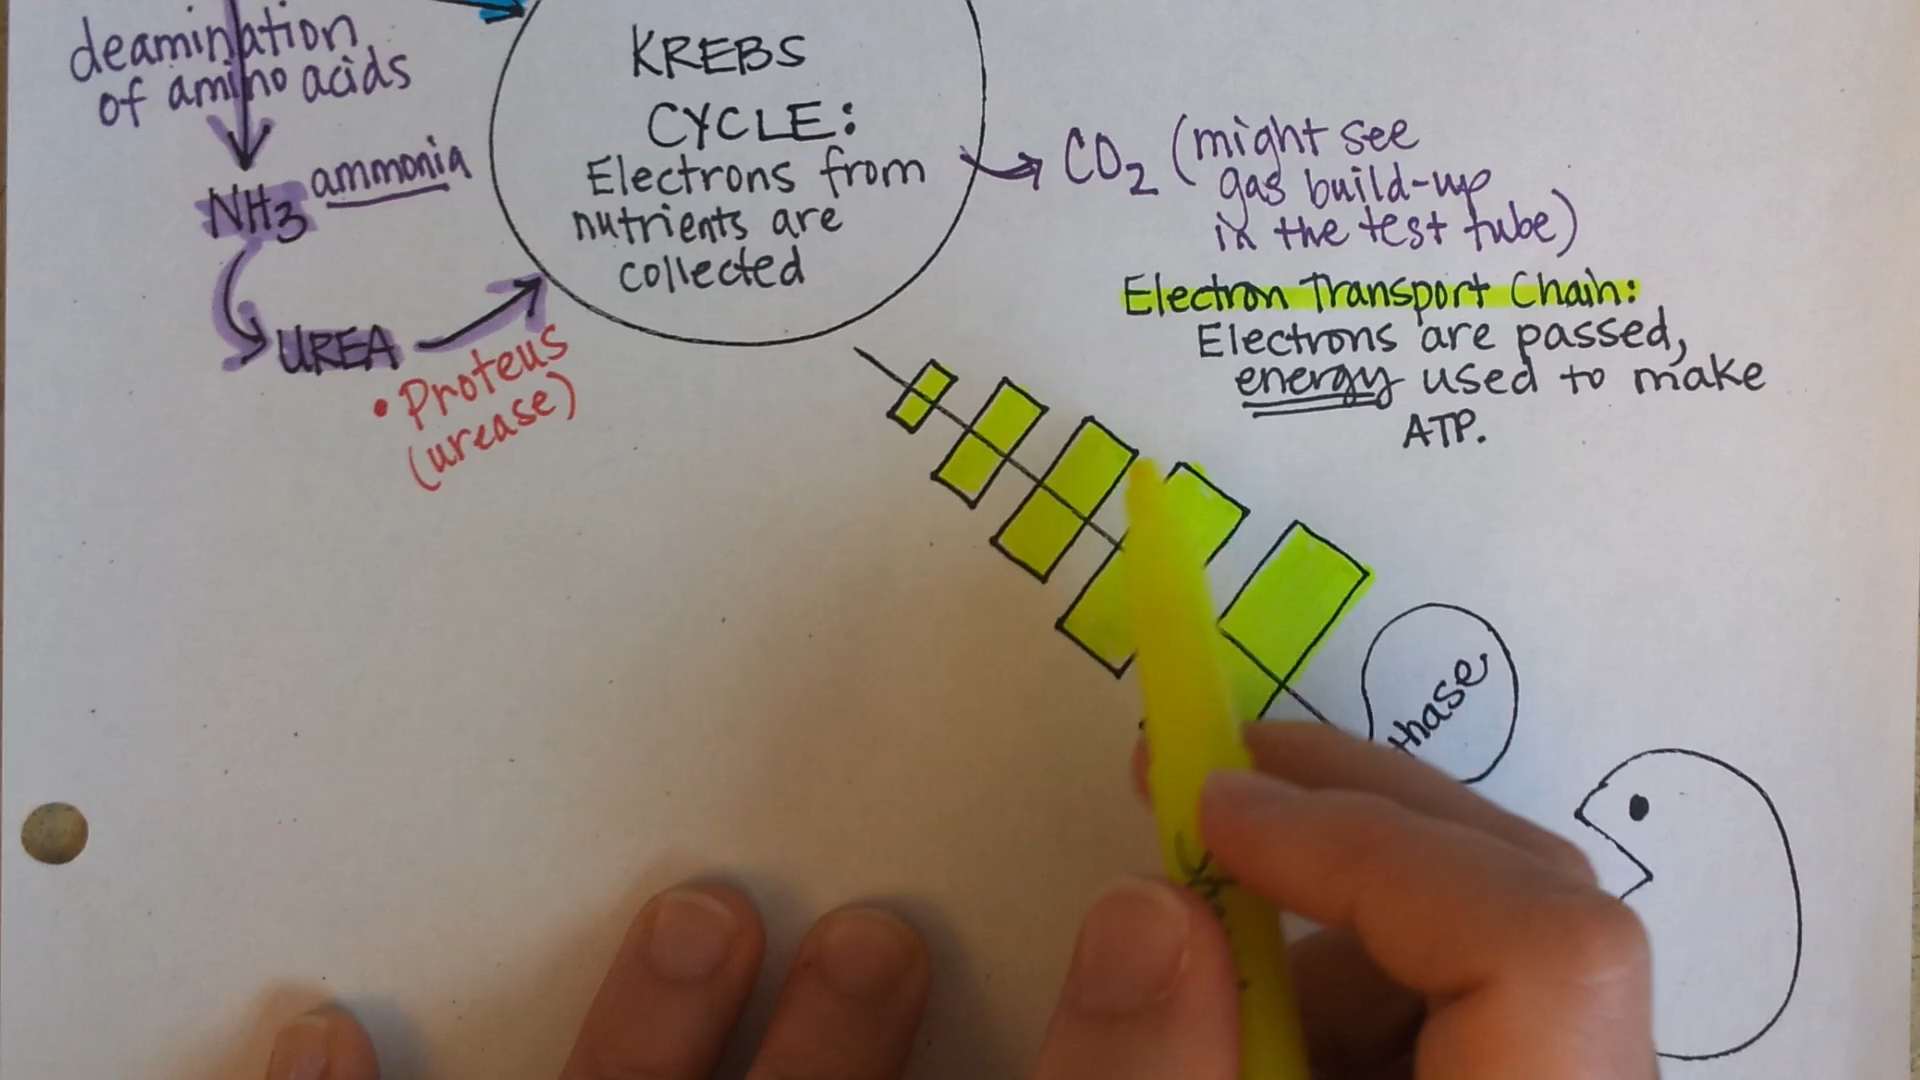 deamination
of amino acids
NH3 ammonia
UREA
• Proteus
(urease)
KREBS
CYCLE:
Electrons from
nutrients are
collected
CO2 (might see
gas build-up
in the test tube)
Electron Transport Chain:
Electrons are passed,
energy used to make
ATP.
thase